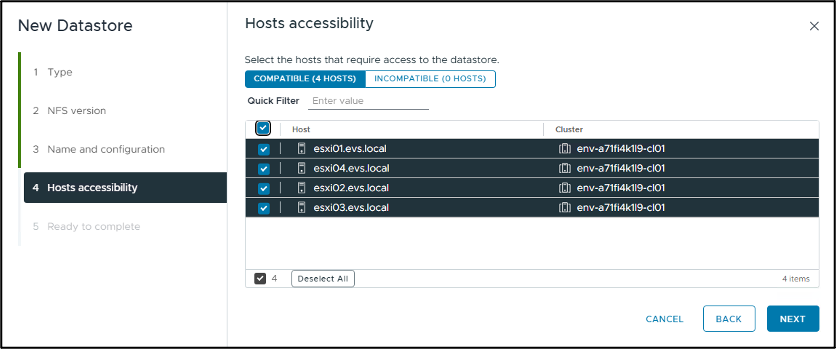 New Datastore
1 Type
2 NFS version
3 Name and configuration
4 Hosts accessibility
5 Ready to complete
Hosts accessibility
Select the hosts that require access to the datastore.
COMPATIBLE (4 HOSTS) INCOMPATIBLE (0 HOSTS)
Quick Filter Enter value
Host Cluster
esxi01.evs.local env-a71fi4k1l9-cl01
esxi04.evs.local env-a71fi4k1l9-cl01
esxi02.evs.local env-a71fi4k1l9-cl01
esxi03.evs.local env-a71fi4k1l9-cl01
4 Deselect All 4 items
CANCEL BACK NEXT